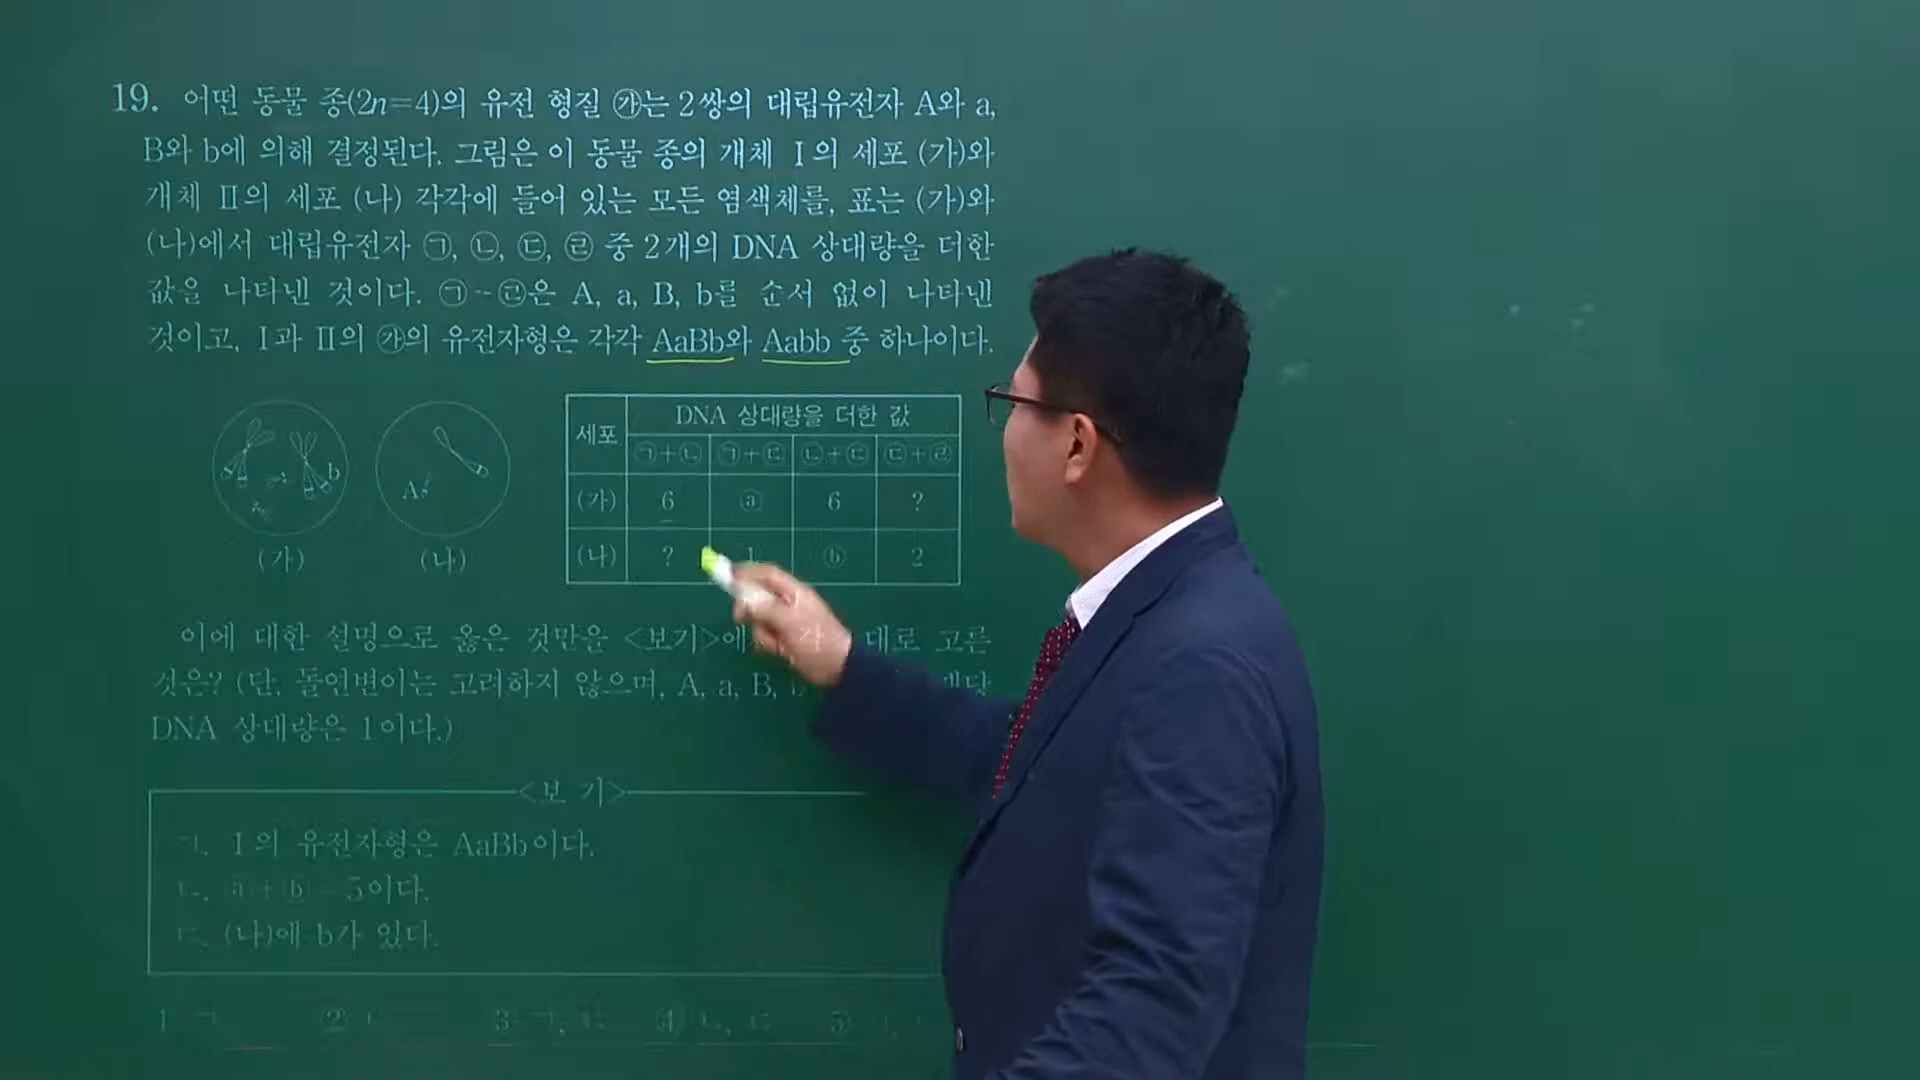 19. 어떤 동물 종(2n=4)의 유전 형질 ㉮는 2쌍의 대립유전자 A와 a,
B와 b에 의해 결정된다. 그림은 이 동물 종의 개체 Ⅰ의 세포 (가)와
개체 Ⅱ의 세포 (나) 각각에 들어 있는 모든 염색체를, 표는 (가)와
(나)에서 대립유전자 ㉠, ㉡, ㉢, ㉣ 중 2개의 DNA 상대량을 더한
값을 나타낸 것이다. ㉠~㉣은 A, a, B, b를 순서 없이 나타낸
것이고, Ⅰ과 Ⅱ의 ㉮의 유전자형은 각각 AaBb와 Aabb 중 하나이다.
b
A
(가) (나)
세포 DNA 상대량을 더한 값
㉠+㉡ ㉠+㉢ ㉡+㉢ ㉢+㉣
(가) 6 ⓐ 6 ?
(나) ? 1 ⓑ 2
이에 대한 설명으로 옳은 것만을 <보기>에 대로 고른
것은? (단, 돌연변이는 고려하지 않으며, A, a, B,
DNA 상대량은 1이다.)
<보 기>
ㄱ. Ⅰ의 유전자형은 AaBb이다.
ㄴ. ⓐ+ⓑ=5이다.
ㄷ. (나)에 b가 있다.
① ㄱ ② ㄴ ③ ㄱ, ㄷ ④ ㄴ, ㄷ ⑤